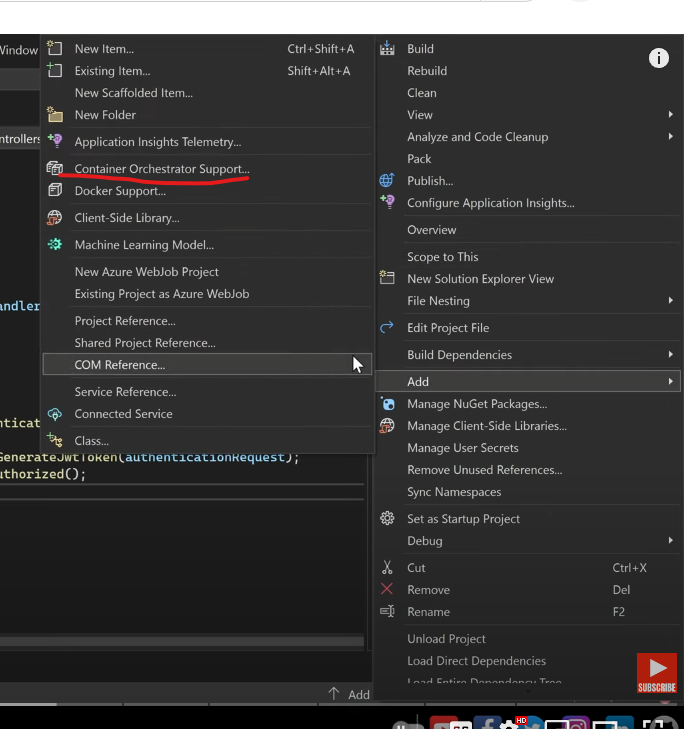 Window
ntrollers
andler
nticat
GenerateJwtToken(authenticationRequest);
uthorized();
New Item... Ctrl+Shift+A
Existing Item... Shift+Alt+A
New Scaffolded Item...
New Folder
Application Insights Telemetry...
Container Orchestrator Support...
Docker Support...
Client-Side Library...
Machine Learning Model...
New Azure WebJob Project
Existing Project as Azure WebJob
Project Reference...
Shared Project Reference...
COM Reference...
Service Reference...
Connected Service
Class...
Build
Rebuild
Clean
View
Analyze and Code Cleanup
Pack
Publish...
Configure Application Insights...
Overview
Scope to This
New Solution Explorer View
File Nesting
Edit Project File
Build Dependencies
Add
Manage NuGet Packages...
Manage Client-Side Libraries...
Manage User Secrets
Remove Unused References...
Sync Namespaces
Set as Startup Project
Debug
Cut Ctrl+X
Remove Del
Rename F2
Unload Project
Load Direct Dependencies
Load Entire Dependency Tree
SUBSCRIBE
Add
HD